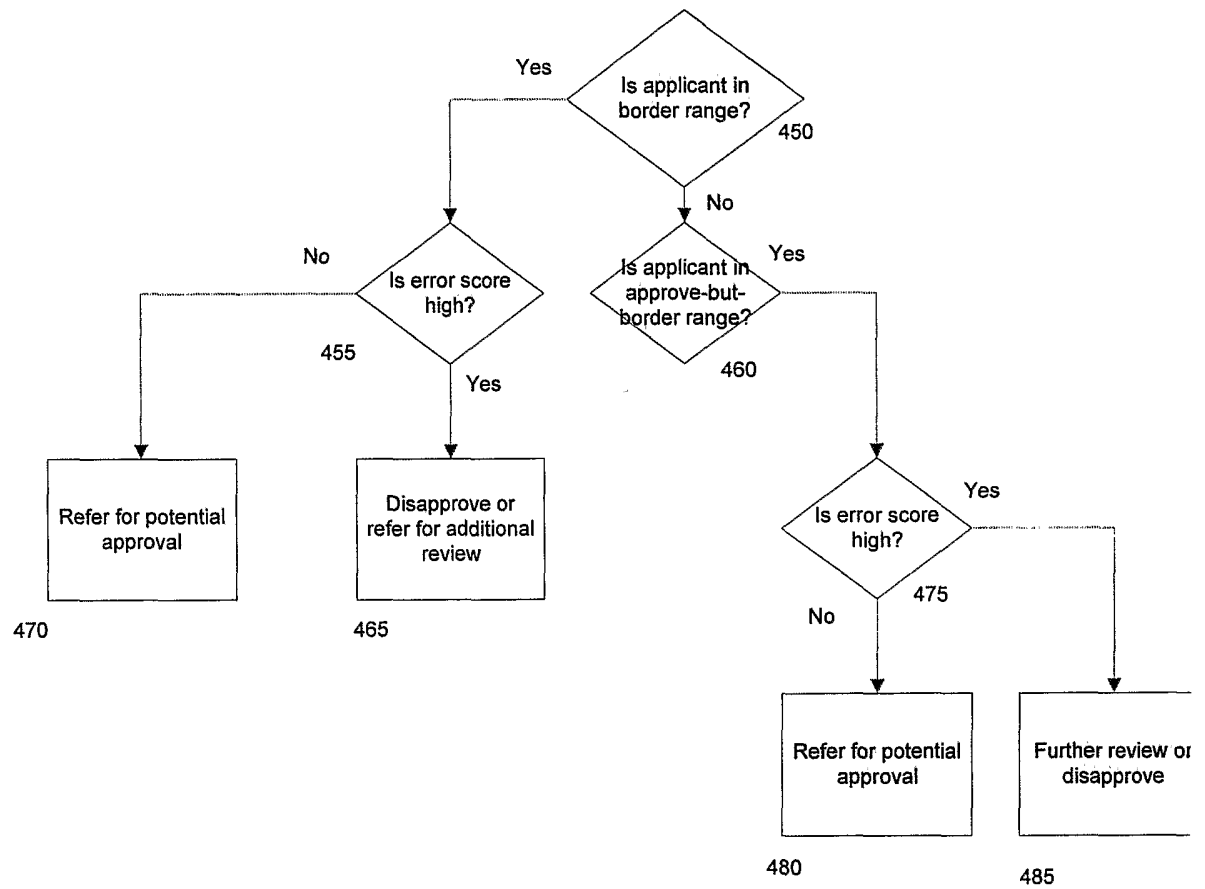 Yes
Is applicant in
border range?
450
No
No
Is error score
high?
455
Yes
Is applicant in
approve-but-
border range?
Yes
460
Refer for potential
approval
470
Disapprove or
refer for additional
review
465
Is error score
high?
Yes
475
No
Refer for potential
approval
480
Further review or
disapprove
485